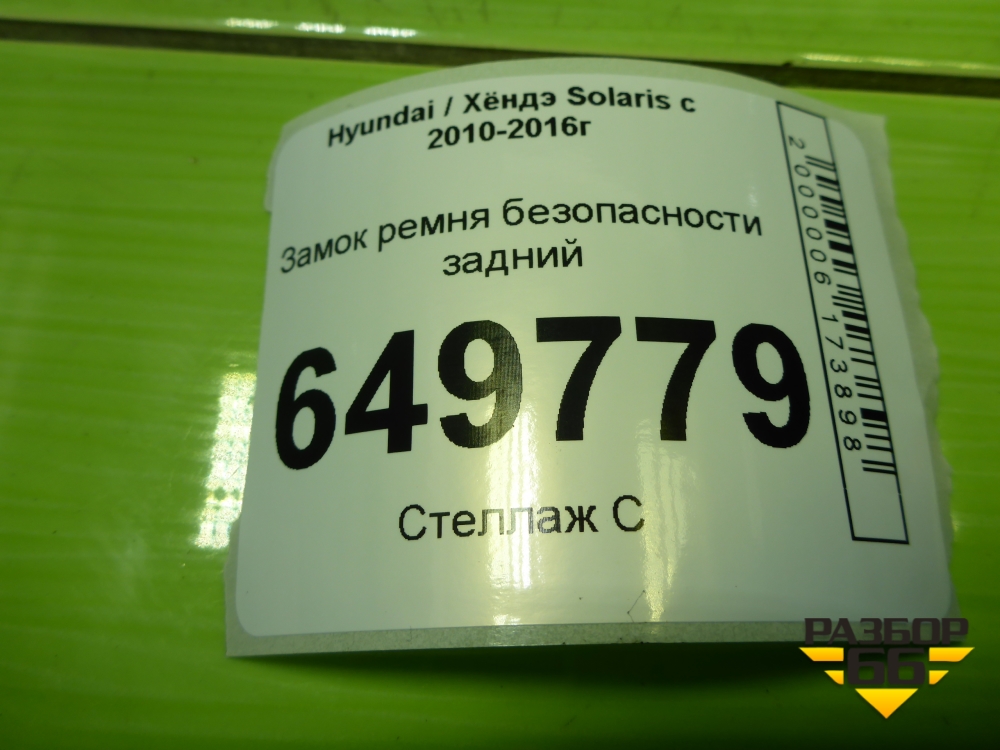 Hyundai / Хёндэ Solaris с
2010-2016г
Замок ремня безопасности
задний
649779
Стеллаж С
2000006173898
РАЗБОР
66